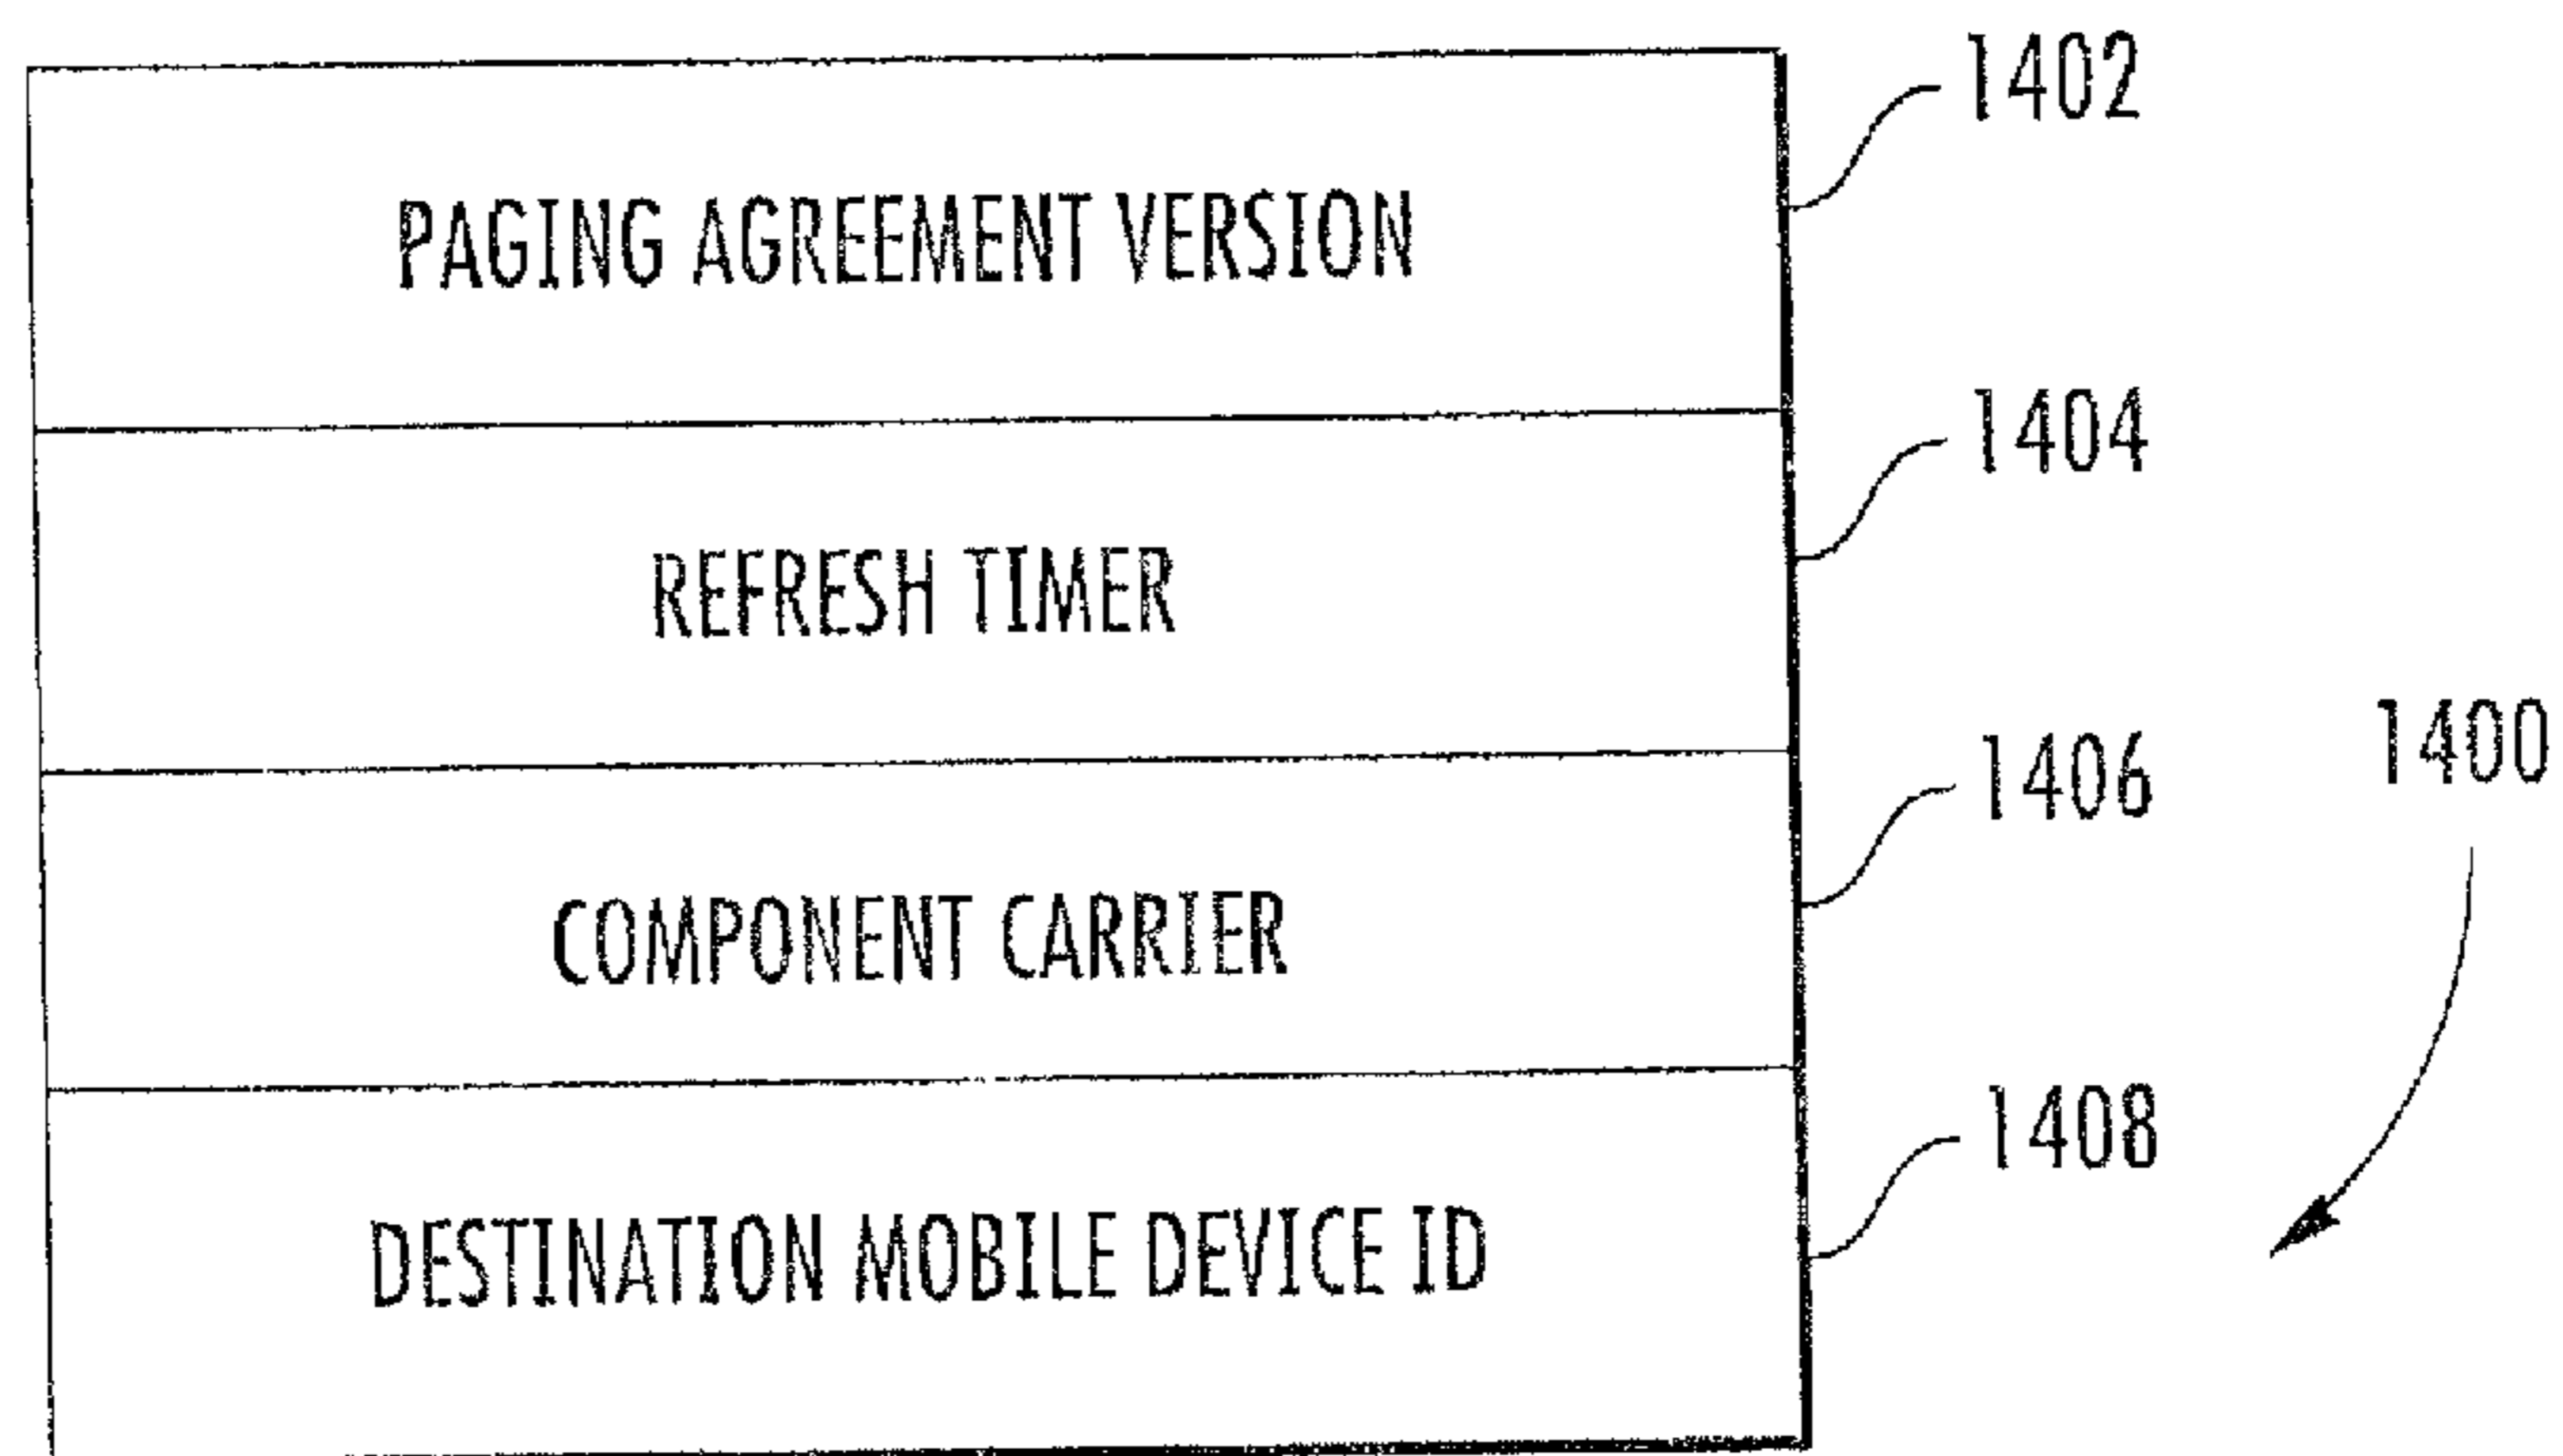 PAGING AGREEMENT VERSION
1402
REFRESH TIMER
1404
COMPONENT CARRIER
1406
1400
DESTINATION MOBILE DEVICE ID
1408